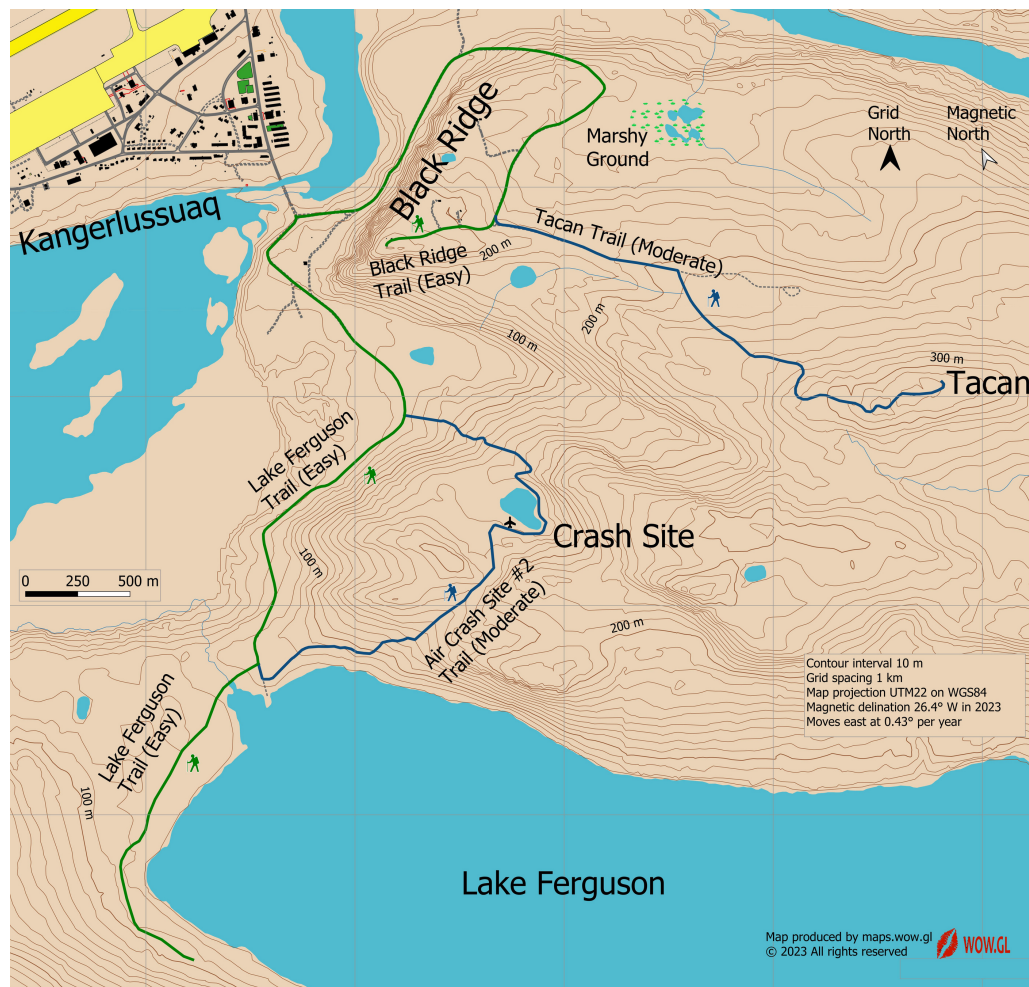 Grid
North
Magnetic
North
Marshy
Ground
Black Ridge
Kangerlussuaq
Tacan Trail (Moderate)
Black Ridge
Trail (Easy)
200 m
200 m
100 m
300 m
Tacan
Lake Ferguson
Trail (Easy)
Crash Site
100 m
0 250 500 m
Air Crash Site #2
Trail (Moderate)
200 m
Contour interval 10 m
Grid spacing 1 km
Map projection UTM22 on WGS84
Magnetic delination 26.4° W in 2023
Moves east at 0.43° per year
Lake Ferguson
Trail (Easy)
100 m
Lake Ferguson
Map produced by maps.wow.gl
© 2023 All rights reserved
WOW.GL